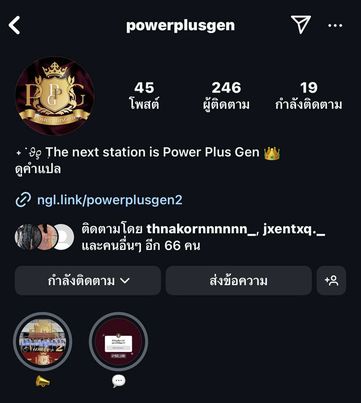 powerplusgen
PPG
45
โพสต์
246
ผู้ติดตาม
19
กำลังติดตาม
The next station is Power Plus Gen 👑
ดูคำแปล
ngl.link/powerplusgen2
ติดตามโดย thnakornnnnnn_, jxentxq._
และคนอื่นๆ อีก 66 คน
กำลังติดตาม
ส่งข้อความ
📣 💬